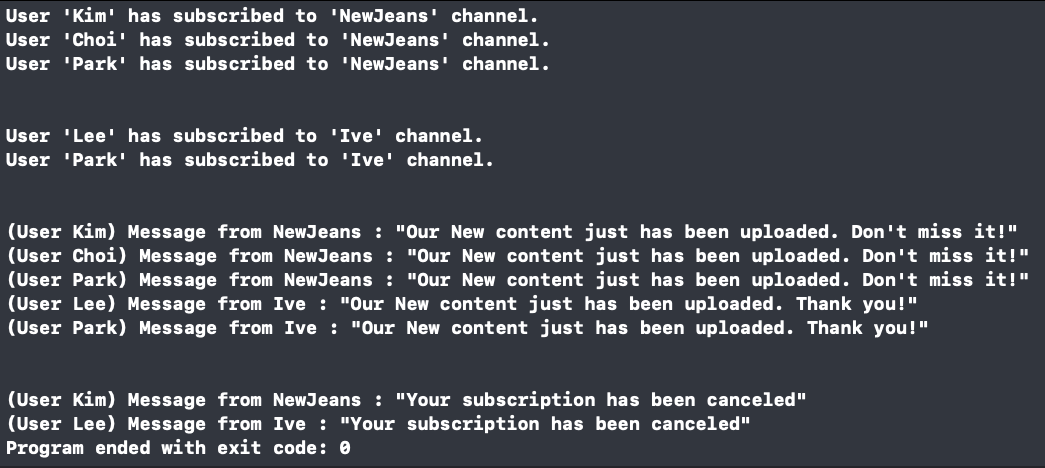 User 'Kim' has subscribed to 'NewJeans' channel.
User 'Choi' has subscribed to 'NewJeans' channel.
User 'Park' has subscribed to 'NewJeans' channel.
User 'Lee' has subscribed to 'Ive' channel.
User 'Park' has subscribed to 'Ive' channel.
(User Kim) Message from NewJeans : "Our New content just has been uploaded. Don't miss it!"
(User Choi) Message from NewJeans : "Our New content just has been uploaded. Don't miss it!"
(User Park) Message from NewJeans : "Our New content just has been uploaded. Don't miss it!"
(User Lee) Message from Ive : "Our New content just has been uploaded. Thank you!"
(User Park) Message from Ive : "Our New content just has been uploaded. Thank you!"
(User Kim) Message from NewJeans : "Your subscription has been canceled"
(User Lee) Message from Ive : "Your subscription has been canceled"
Program ended with exit code: 0